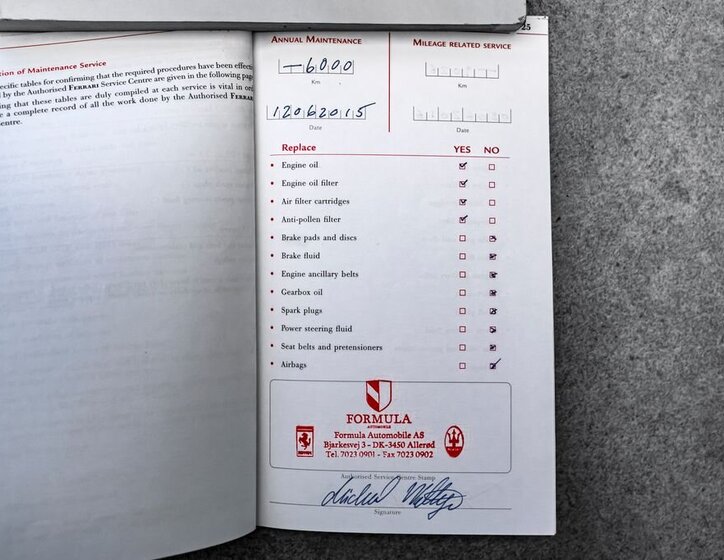 25
tion of Maintenance Service
ecific tables for confirming that the required procedures have been effecte
by the Authorised FERRARI Service Centre are given in the following pag
ing that these tables are duly compiled at each service is vital in ord
e a complete record of all the work done by the Authorised FERRAR
entre.
ANNUAL MAINTENANCE
-6000
Km
12062015
Date
MILEAGE RELATED SERVICE
Km
Date
Replace YES NO
Engine oil
Engine oil filter
Air filter cartridges
Anti-pollen filter
Brake pads and discs
Brake fluid
Engine ancillary belts
Gearbox oil
Spark plugs
Power steering fluid
Seat belts and pretensioners
Airbags
FORMULA
AUTOMOBILE
Formula Automobile AS
Bjarkesvej 3 - DK-3450 Allerød
Tel. 7023 0901 - Fax 7023 0902
Authorised Service Centre Stamp
Signature